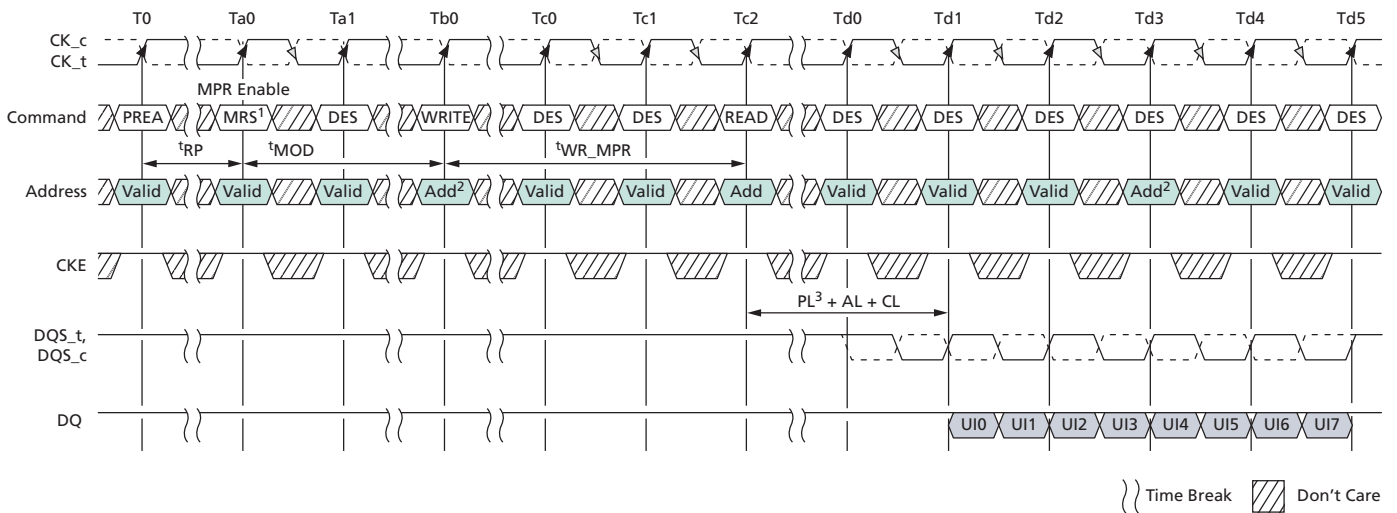 T0 Ta0 Ta1 Tb0 Tc0 Tc1 Tc2 Td0 Td1 Td2 Td3 Td4 Td5
CK_c
CK_t
MPR Enable
Command PREA MRS1 DES WRITE DES DES READ DES DES DES DES DES DES
tRP tMOD tWR_MPR
Address Valid Valid Valid Add2 Valid Valid Add Valid Valid Valid Add2 Valid Valid
CKE
PL3 + AL + CL
DQS_t,
DQS_c
DQ UI0 UI1 UI2 UI3 UI4 UI5 UI6 UI7
Time Break Don't Care